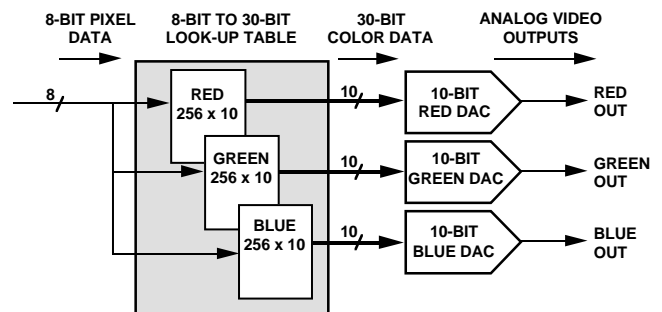 8-BIT PIXEL
DATA
8-BIT TO 30-BIT
LOOK-UP TABLE
30-BIT
COLOR DATA
ANALOG VIDEO
OUTPUTS
8
RED
256 x 10
10
10-BIT
RED DAC
RED
OUT
GREEN
256 x 10
10
10-BIT
GREEN DAC
GREEN
OUT
BLUE
256 x 10
10
10-BIT
BLUE DAC
BLUE
OUT